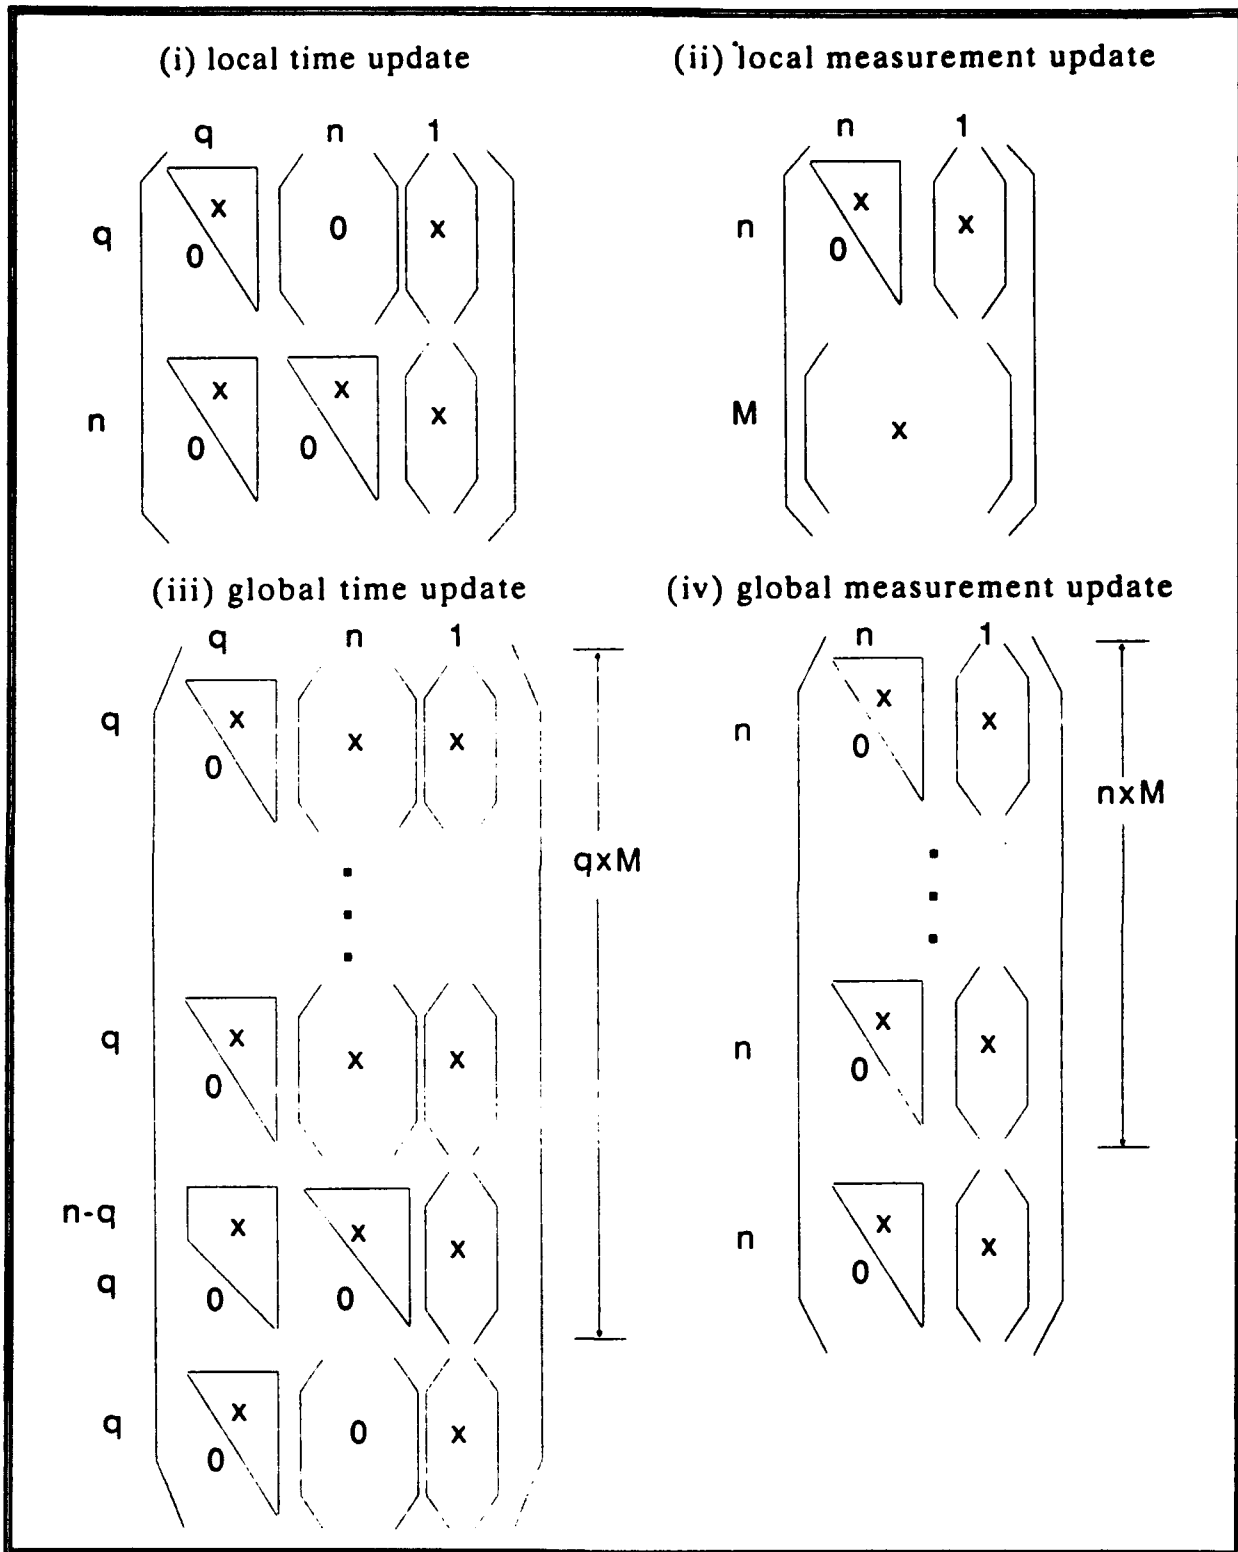 (i) local time update
(ii) local measurement update
q n 1
n 1
q x 0 0 x
n x 0 x
n x 0 x 0 x
M x
(iii) global time update
(iv) global measurement update
q n 1
n 1
q x 0 x x
n x 0 x
qxM
nxM
q x 0 x x
n x 0 x
n-q
q
x 0 x 0 x
n x 0 x
q x 0 0 x